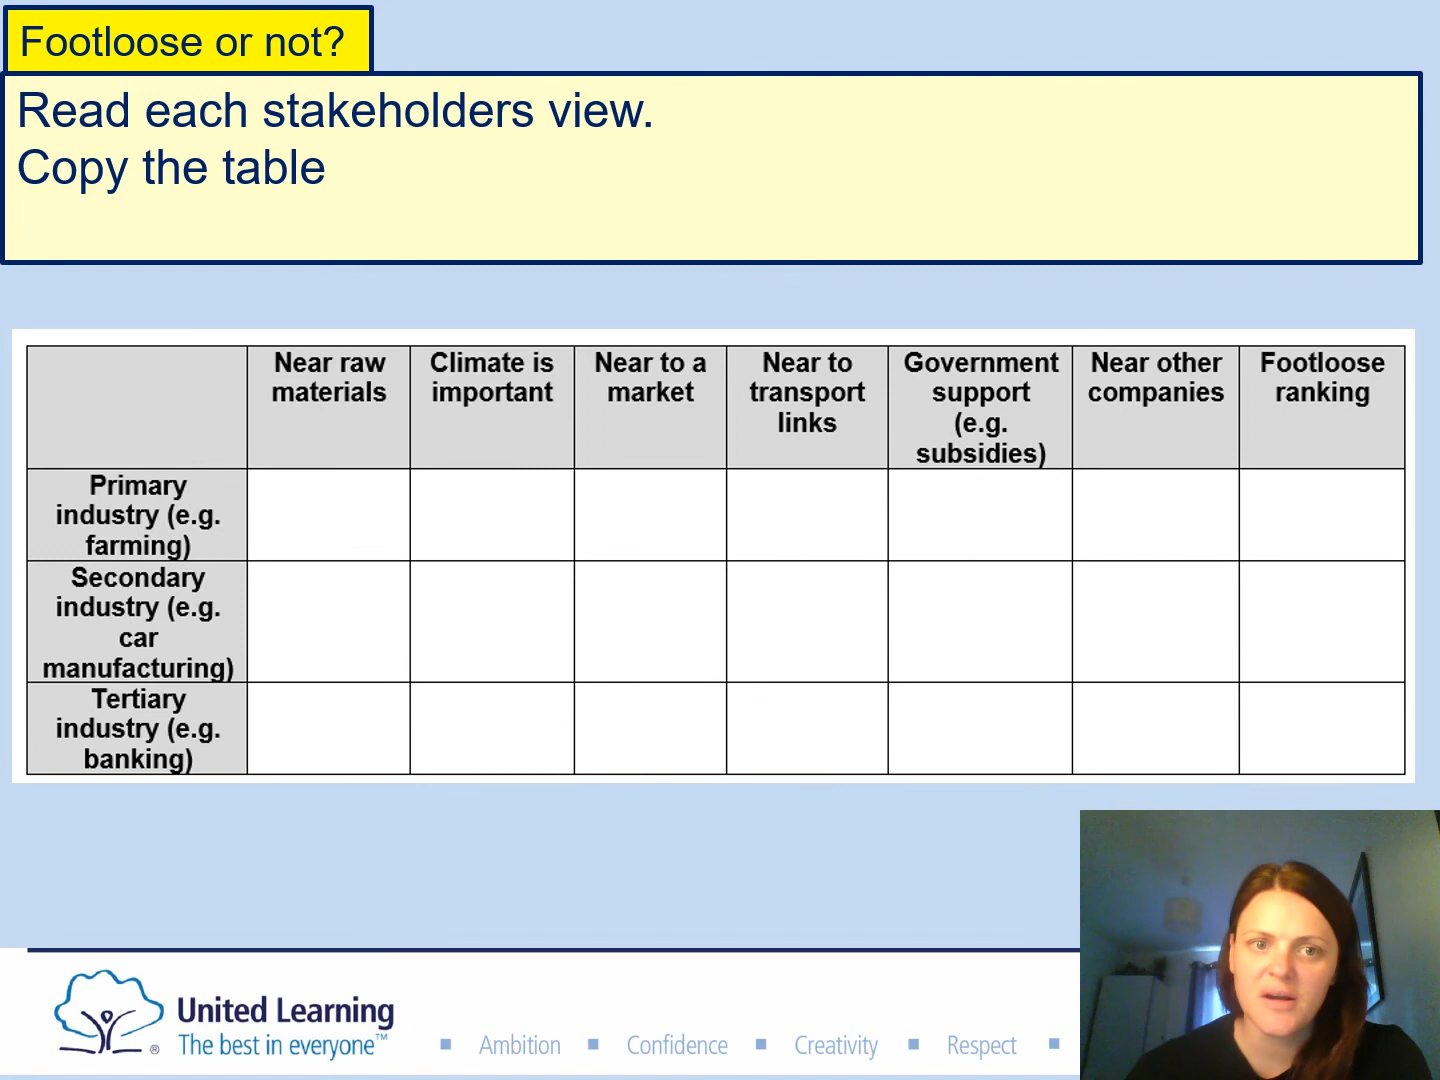 Footloose or not?
Read each stakeholders view.
Copy the table
Near raw
materials
Climate is
important
Near to a
market
Near to
transport
links
Government
support
(e.g.
subsidies)
Near other
companies
Footloose
ranking
Primary
industry (e.g.
farming)
Secondary
industry (e.g.
car
manufacturing)
Tertiary
industry (e.g.
banking)
United Learning
The best in everyone™
®
▪ Ambition ▪ Confidence ▪ Creativity ▪ Respect ▪